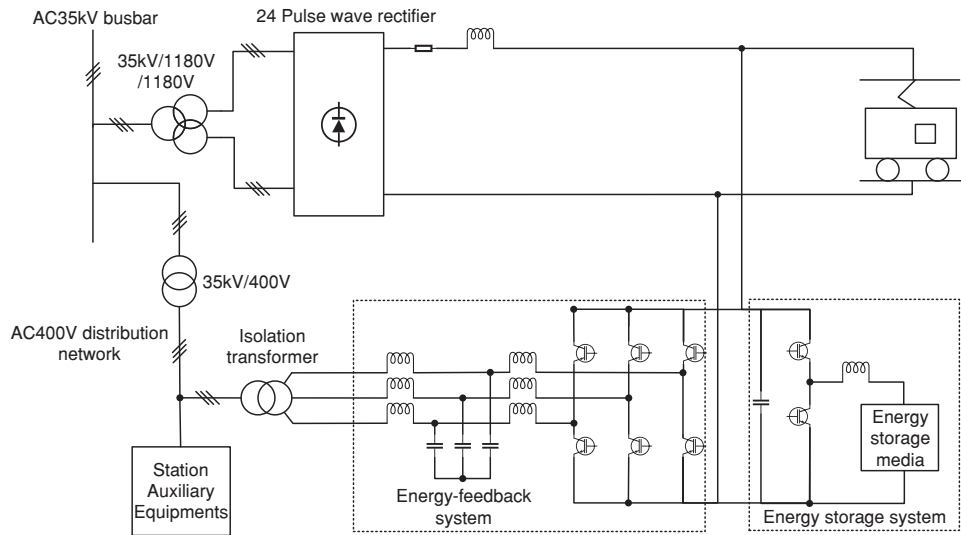 AC35kV busbar
24 Pulse wave rectifier
35kV/1180V
/1180V
35kV/400V
AC400V distribution
network
Isolation
transformer
Station
Auxiliary
Equipments
Energy-feedback
system
Energy
storage
media
Energy storage system